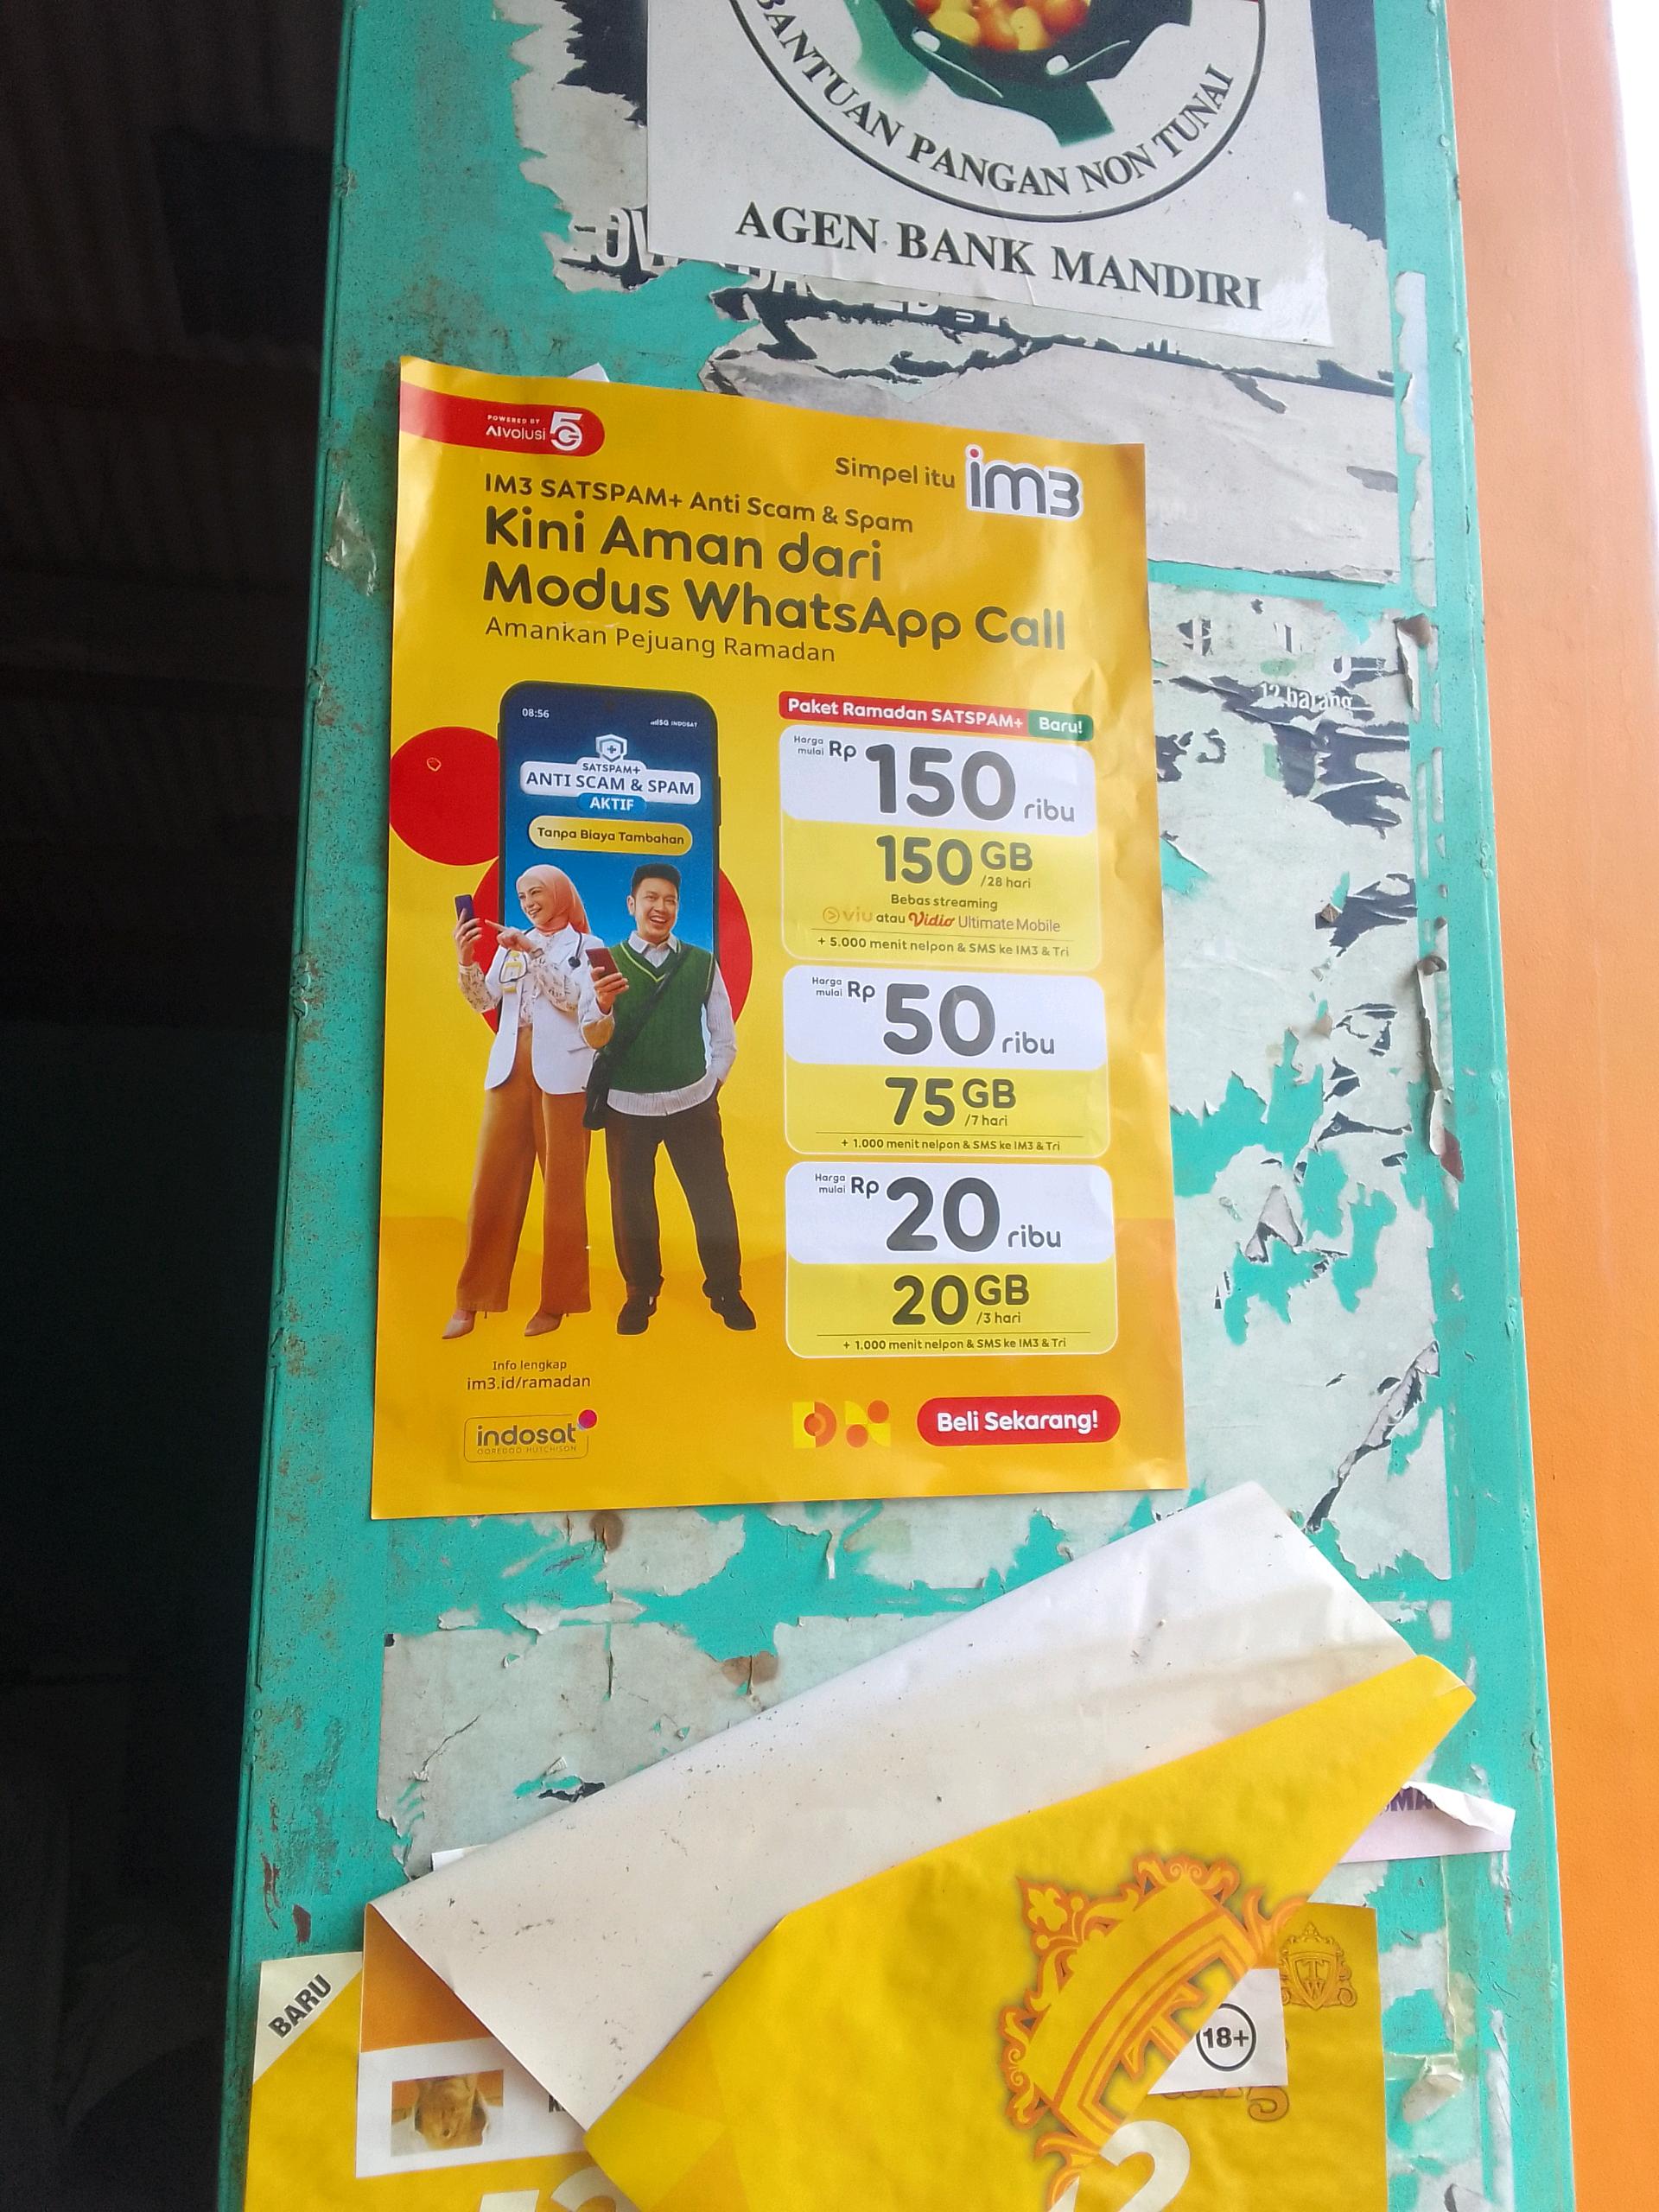 BANTUAN PANGAN NON TUNAI
AGEN BANK MANDIRI
POWERED BY
AIvolusi 5G
Simpel itu im3
IM3 SATSPAM+ Anti Scam & Spam
Kini Aman dari
Modus WhatsApp Call
Amankan Pejuang Ramadan
08:56
5G INDOSAT
SATSPAM+
ANTI SCAM & SPAM
AKTIF
Tanpa Biaya Tambahan
Paket Ramadan SATSPAM+ Baru!
Harga mulai Rp 150 ribu
150 GB /28 hari
Bebas streaming
viu atau Vidio Ultimate Mobile
+ 5.000 menit nelpon & SMS ke IM3 & Tri
Harga mulai Rp 50 ribu
75 GB /7 hari
+ 1.000 menit nelpon & SMS ke IM3 & Tri
Harga mulai Rp 20 ribu
20 GB /3 hari
+ 1.000 menit nelpon & SMS ke IM3 & Tri
Info lengkap
im3.id/ramadan
indosat
OOREDOO HUTCHISON
Beli Sekarang!
12 barang
BARU
18+